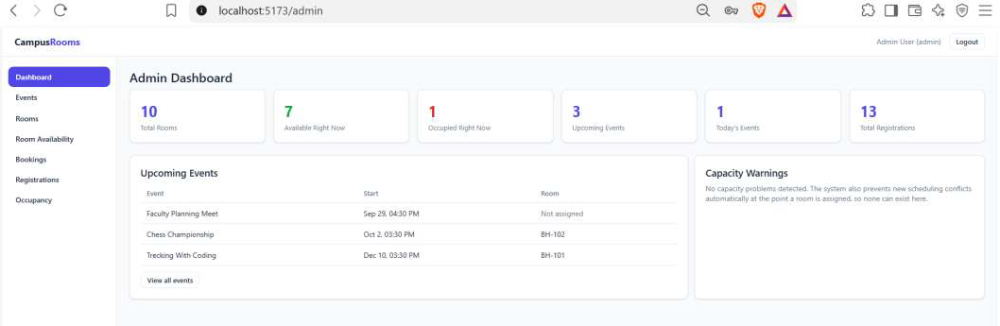 localhost:5173/admin
CampusRooms
Admin User (admin) Logout
Dashboard
Events
Rooms
Room Availability
Bookings
Registrations
Occupancy
Admin Dashboard
10
Total Rooms
7
Available Right Now
1
Occupied Right Now
3
Upcoming Events
1
Today's Events
13
Total Registrations
Upcoming Events
Event Start Room
Faculty Planning Meet Sep 29, 04:30 PM Not assigned
Chess Championship Oct 2, 03:30 PM BH-102
Trecking With Coding Dec 10, 03:30 PM BH-101
View all events
Capacity Warnings
No capacity problems detected. The system also prevents new scheduling conflicts
automatically at the point a room is assigned, so none can exist here.